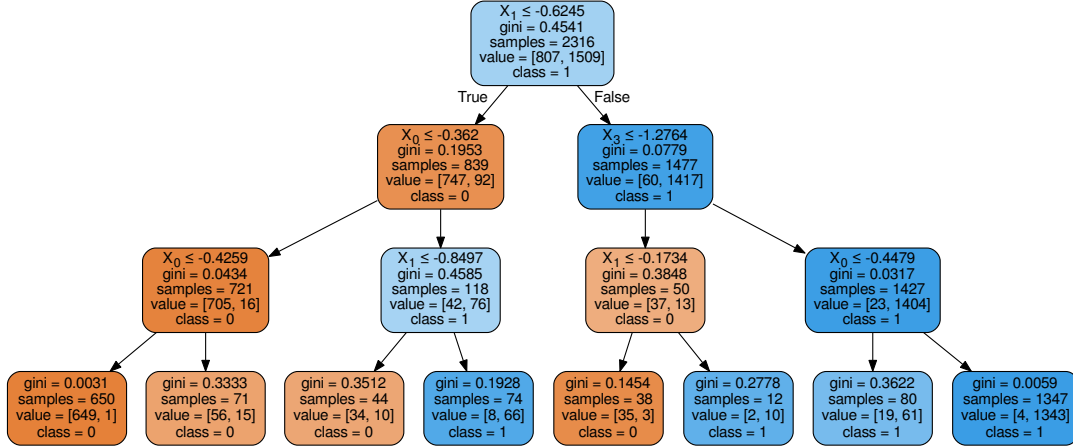 X₁ ≤ -0.6245
gini = 0.4541
samples = 2316
value = [807, 1509]
class = 1
True
False
X₀ ≤ -0.362
gini = 0.1953
samples = 839
value = [747, 92]
class = 0
X₃ ≤ -1.2764
gini = 0.0779
samples = 1477
value = [60, 1417]
class = 1
X₀ ≤ -0.4259
gini = 0.0434
samples = 721
value = [705, 16]
class = 0
X₁ ≤ -0.8497
gini = 0.4585
samples = 118
value = [42, 76]
class = 1
X₁ ≤ -0.1734
gini = 0.3848
samples = 50
value = [37, 13]
class = 0
X₀ ≤ -0.4479
gini = 0.0317
samples = 1427
value = [23, 1404]
class = 1
gini = 0.0031
samples = 650
value = [649, 1]
class = 0
gini = 0.3333
samples = 71
value = [56, 15]
class = 0
gini = 0.3512
samples = 44
value = [34, 10]
class = 0
gini = 0.1928
samples = 74
value = [8, 66]
class = 1
gini = 0.1454
samples = 38
value = [35, 3]
class = 0
gini = 0.2778
samples = 12
value = [2, 10]
class = 1
gini = 0.3622
samples = 80
value = [19, 61]
class = 1
gini = 0.0059
samples = 1347
value = [4, 1343]
class = 1